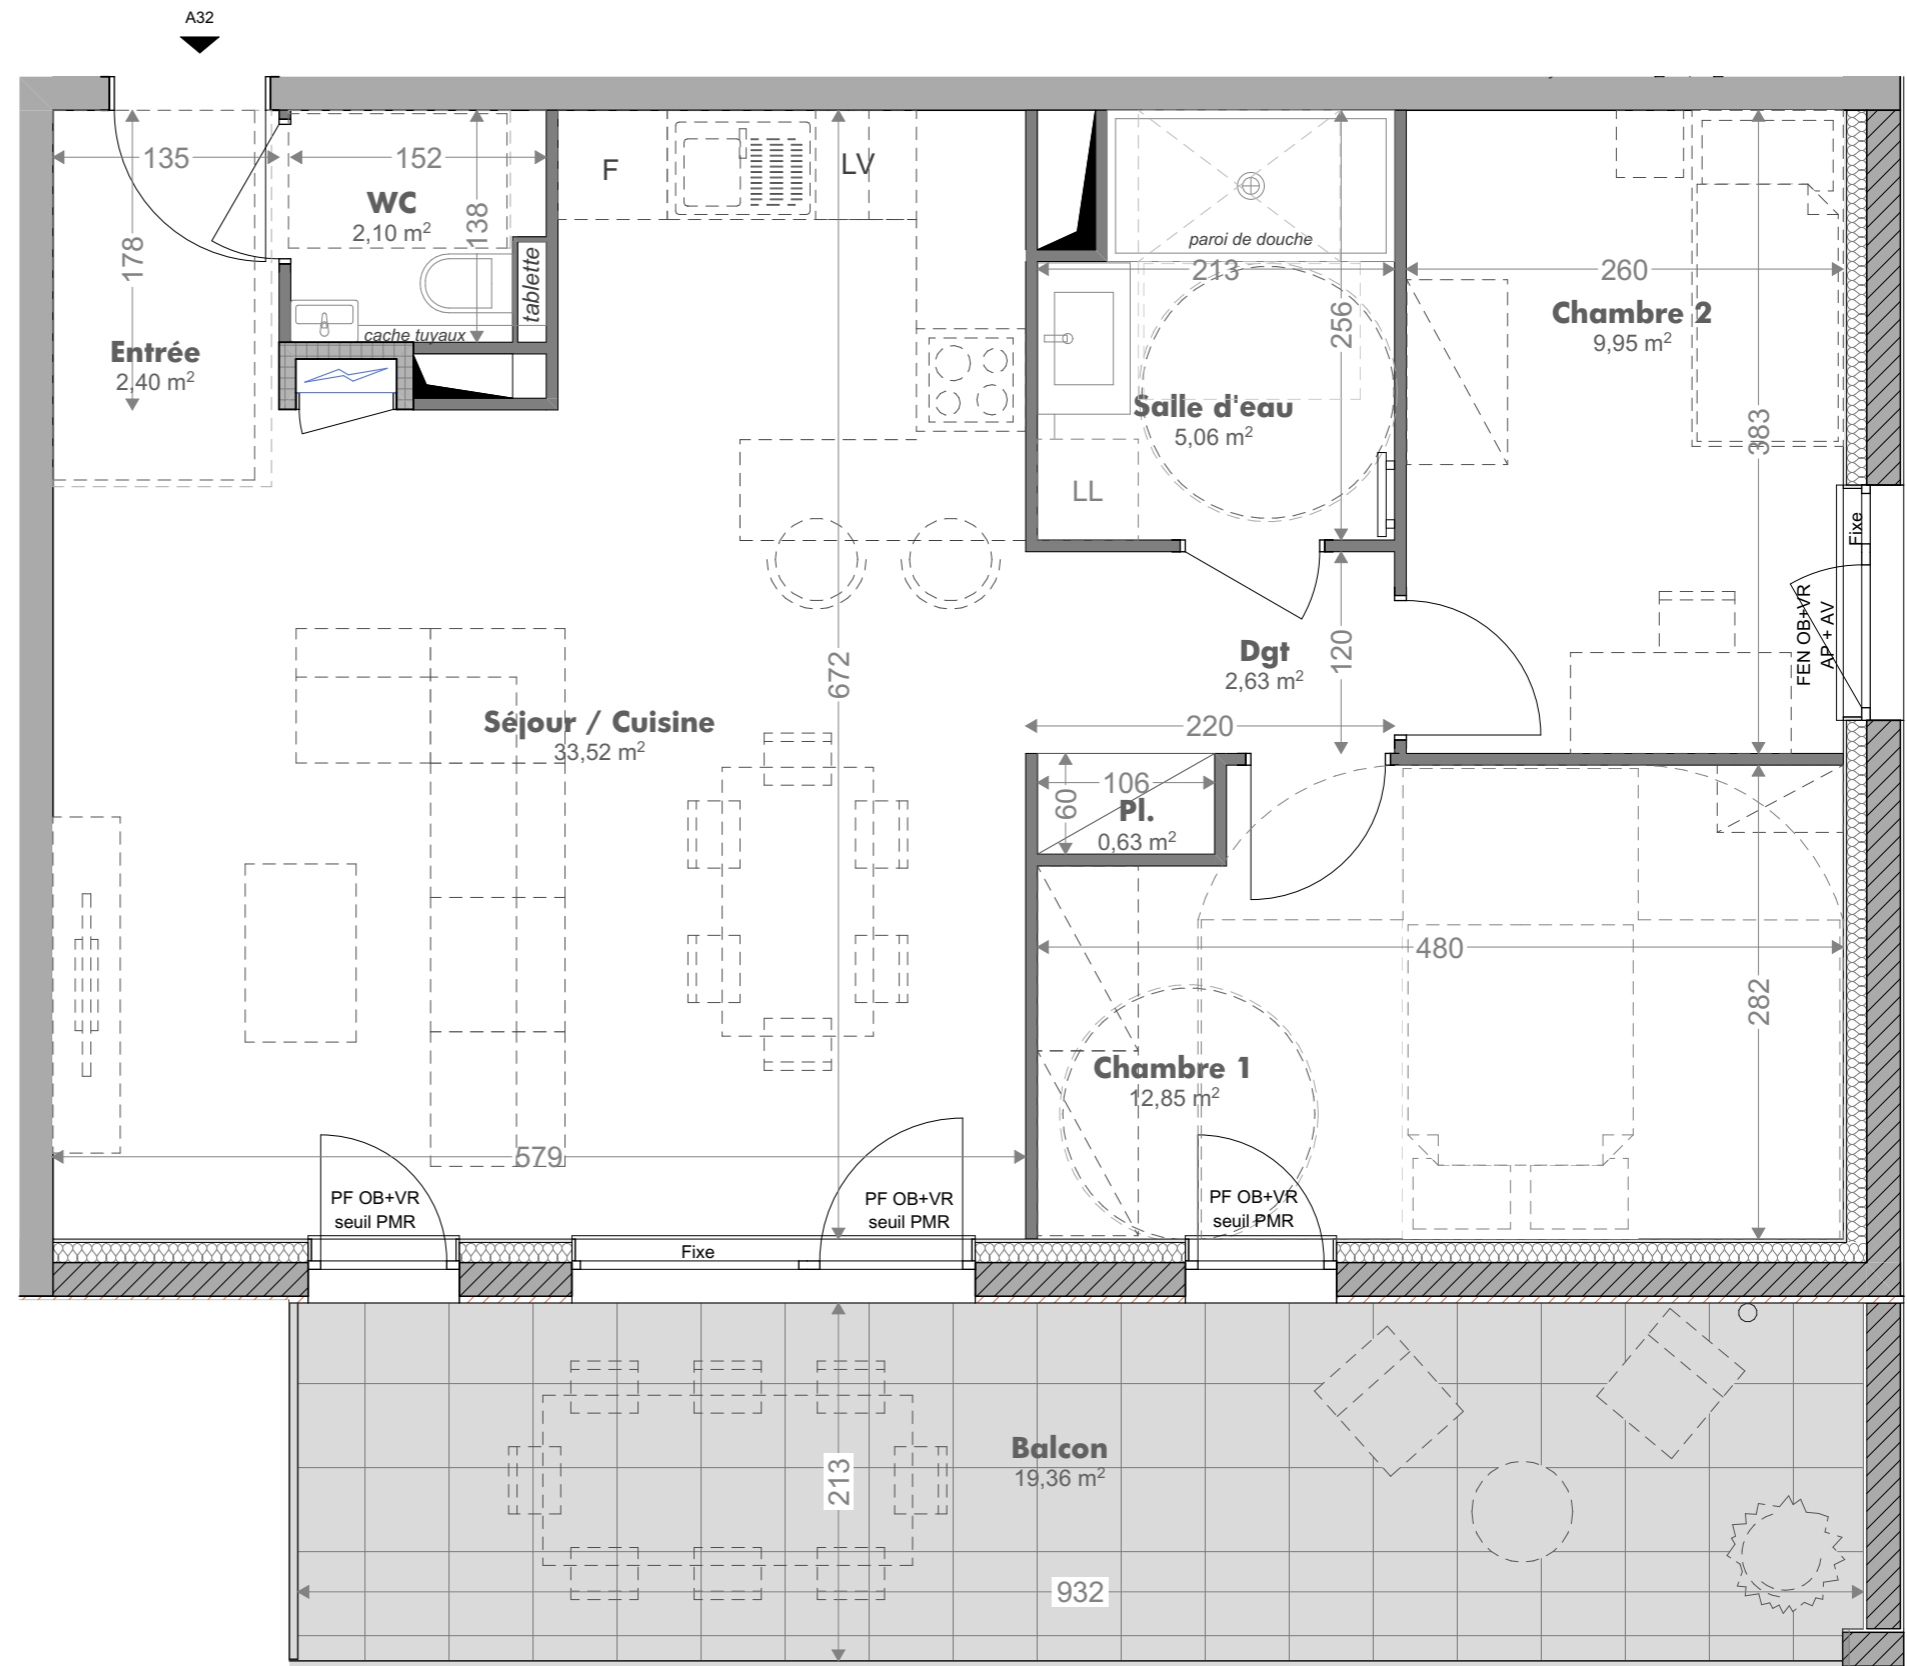 A32
135
152
WC
2,10 m²
138
178
F
LV
tablette
cache tuyaux
Entrée
2,40 m²
paroi de douche
213
256
Salle d'eau
5,06 m²
LL
260
Chambre 2
9,95 m²
383
Fixe
FEN OB+VR
AP + AV
672
Dgt
2,63 m²
120
220
Séjour / Cuisine
33,52 m²
106
60
Pl.
0,63 m²
480
282
Chambre 1
12,85 m²
579
PF OB+VR
seuil PMR
PF OB+VR
seuil PMR
PF OB+VR
seuil PMR
Fixe
Balcon
19,36 m²
213
932